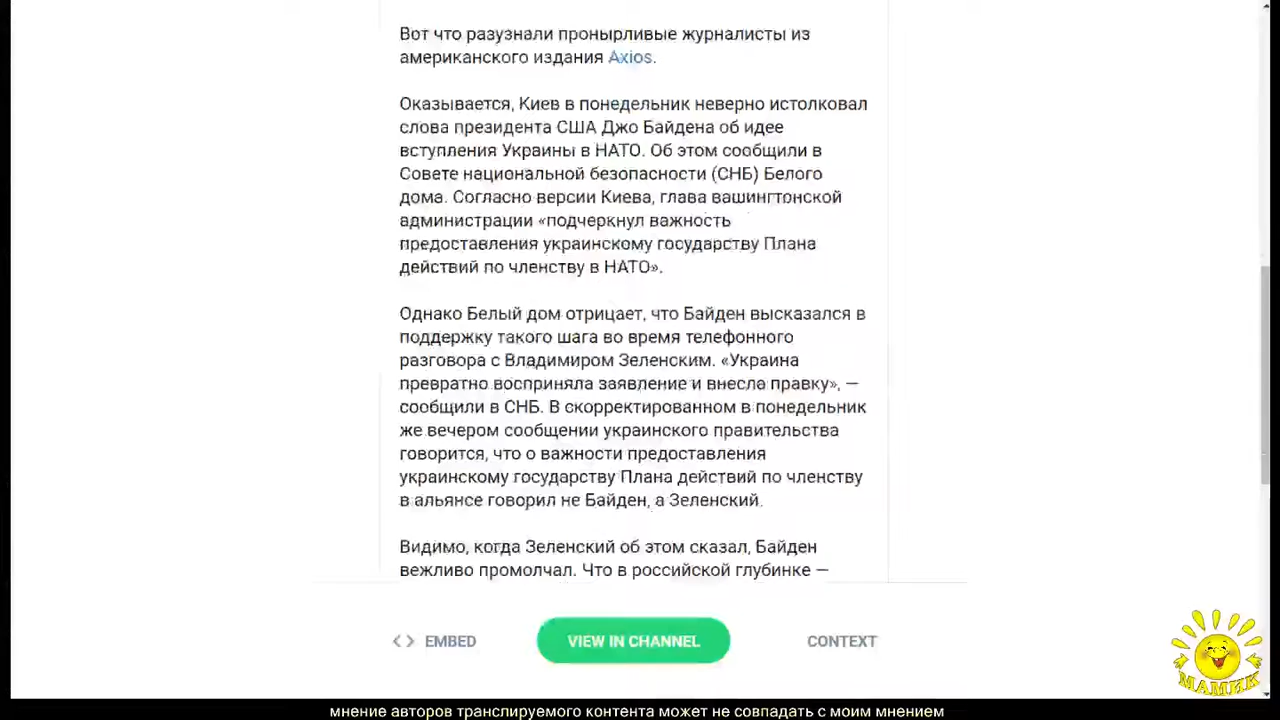 Вот что разузнали пронырливые журналисты из
американского издания Axios.
Оказывается, Киев в понедельник неверно истолковал
слова президента США Джо Байдена об идее
вступления Украины в НАТО. Об этом сообщили в
Совете национальной безопасности (СНБ) Белого
дома. Согласно версии Киева, глава вашингтонской
администрации «подчеркнул важность
предоставления украинскому государству Плана
действий по членству в НАТО».
Однако Белый дом отрицает, что Байден высказался в
поддержку такого шага во время телефонного
разговора с Владимиром Зеленским. «Украина
превратно восприняла заявление и внесла правку», —
сообщили в СНБ. В скорректированном в понедельник
же вечером сообщении украинского правительства
говорится, что о важности предоставления
украинскому государству Плана действий по членству
в альянсе говорил не Байден, а Зеленский.
Видимо, когда Зеленский об этом сказал, Байден
вежливо промолчал. Что в российской глубинке —
EMBED
VIEW IN CHANNEL
CONTEXT
МАМИК
мнение авторов транслируемого контента может не совпадать с моим мнением